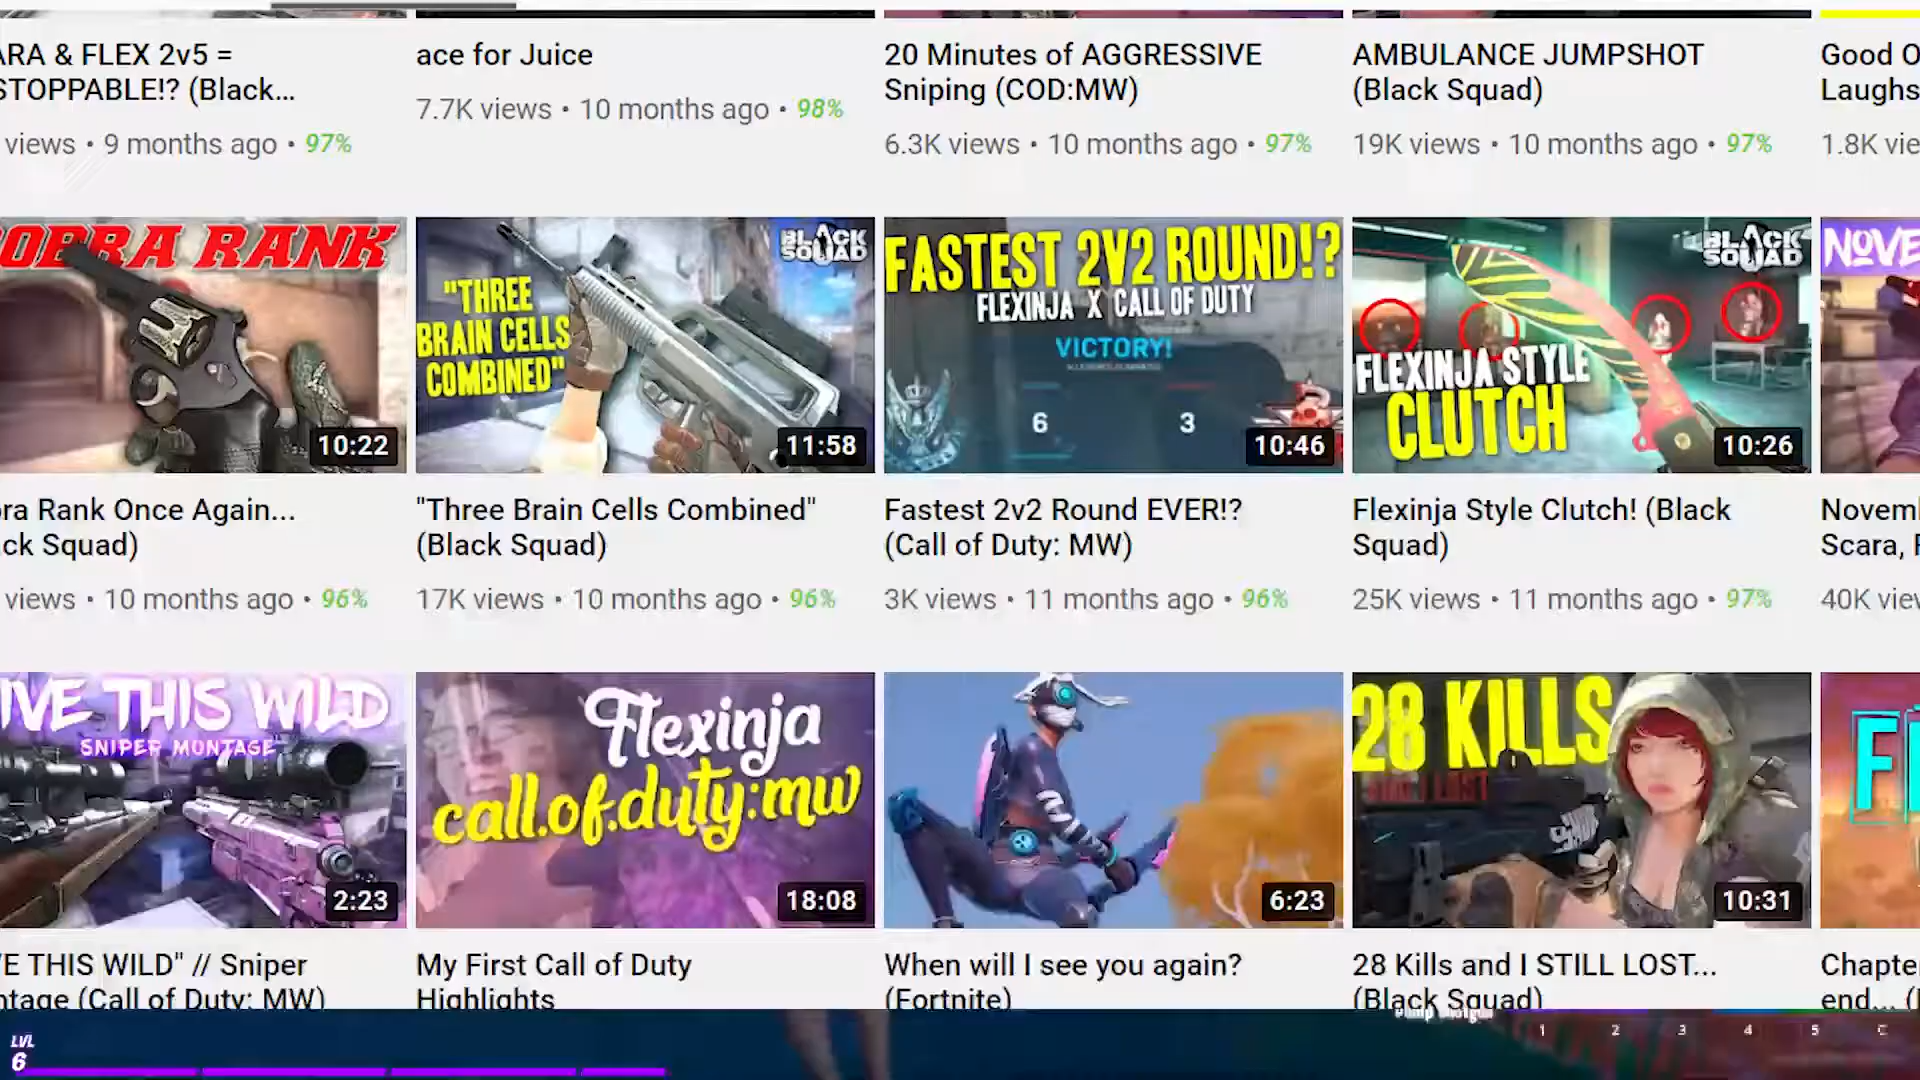 ARA & FLEX 2v5 =
STOPPABLE!? (Black...
views • 9 months ago • 97%
ace for Juice
7.7K views • 10 months ago • 98%
20 Minutes of AGGRESSIVE
Sniping (COD:MW)
6.3K views • 10 months ago • 97%
AMBULANCE JUMPSHOT
(Black Squad)
19K views • 10 months ago • 97%
Good O
Laughs
1.8K vie
OBRA RANK
10:22
"THREE
BRAIN CELLS
COMBINED"
BLACK
SQUAD
11:58
FASTEST 2V2 ROUND!?
FLEXINJA X CALL OF DUTY
VICTORY!
6
3
10:46
BLACK
SQUAD
FLEXINJA STYLE
CLUTCH
10:26
NOVE
ra Rank Once Again...
ck Squad)
views • 10 months ago • 96%
"Three Brain Cells Combined"
(Black Squad)
17K views • 10 months ago • 96%
Fastest 2v2 Round EVER!?
(Call of Duty: MW)
3K views • 11 months ago • 96%
Flexinja Style Clutch! (Black
Squad)
25K views • 11 months ago • 97%
Novem
Scara, F
40K vie
IVE THIS WILD
SNIPER MONTAGE
2:23
Flexinja
call.of.duty:mw
18:08
6:23
28 KILLS
AND I LOST
10:31
F
E THIS WILD" // Sniper
ntage (Call of Duty: MW)
My First Call of Duty
Highlights
When will I see you again?
(Fortnite)
28 Kills and I STILL LOST...
(Black Squad)
Chapte
end... (
LVL
6
Pump Shotgun
1 2 3 4 5 C